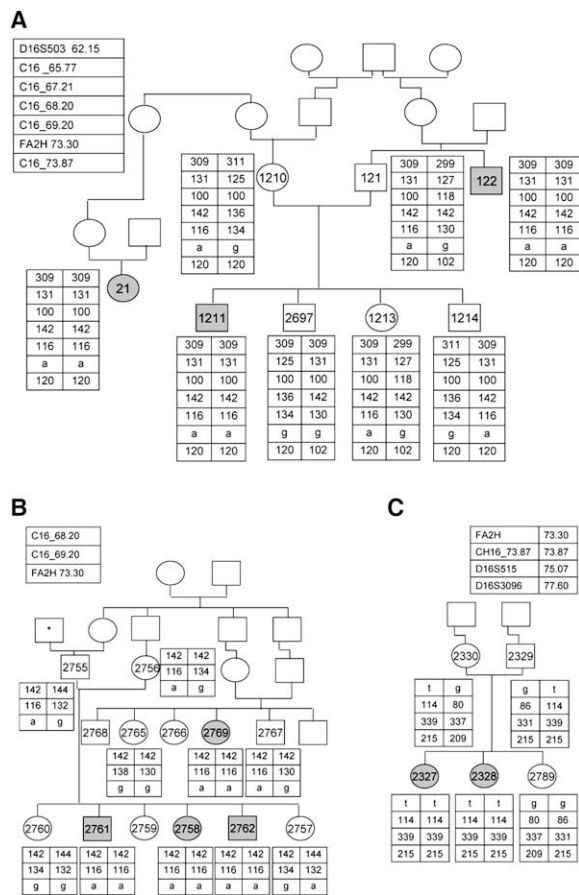 A
D16S503 62.15
C16 _65.77
C16_67.21
C16_68.20
C16_69.20
FA2H 73.30
C16_73.87
309 311
131 125
100 100
142 136
116 134
a g
120 120
1210
121
309 299
131 127
100 118
142 142
116 130
a g
120 102
122
309 309
131 131
100 100
142 142
116 116
a a
120 120
21
309 309
131 131
100 100
142 142
116 116
a a
120 120
1211
2697
1213
1214
309 309
131 131
100 100
142 142
116 116
a a
120 120
309 309
125 131
100 100
136 142
134 130
g g
120 102
309 299
131 127
100 118
142 142
116 130
a g
120 102
311 309
125 131
100 100
136 142
134 116
g a
120 120
B
C16_68.20
C16_69.20
FA2H 73.30
*
2755
2756
142 142
116 134
a g
142 144
116 132
a g
2768
2765
2766
2769
2767
142 142
138 130
g g
142 142
116 116
a a
142 142
116 130
a g
2760
2761
2759
2758
2762
2757
142 144
134 132
g g
142 142
116 116
a a
142 142
116 116
a a
142 142
116 116
a a
142 144
134 132
g a
C
FA2H 73.30
CH16_73.87 73.87
D16S515 75.07
D16S3096 77.60
2330
2329
t g
114 80
339 337
215 209
g t
86 114
331 339
215 215
2327
2328
2789
t t
114 114
339 339
215 215
t t
114 114
339 339
215 215
g g
80 86
337 331
209 215